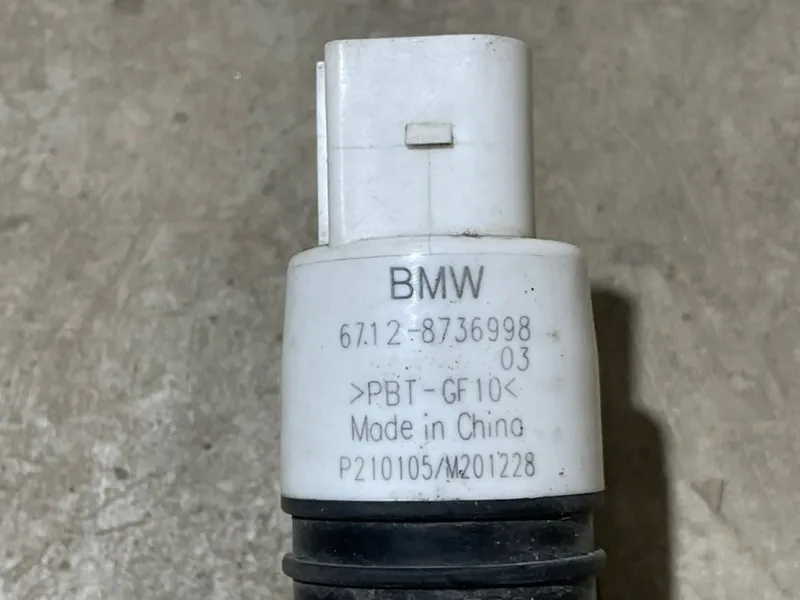 BMW
67.12-8736998
03
>PBT-GF10<
Made in China
P210105/M201228